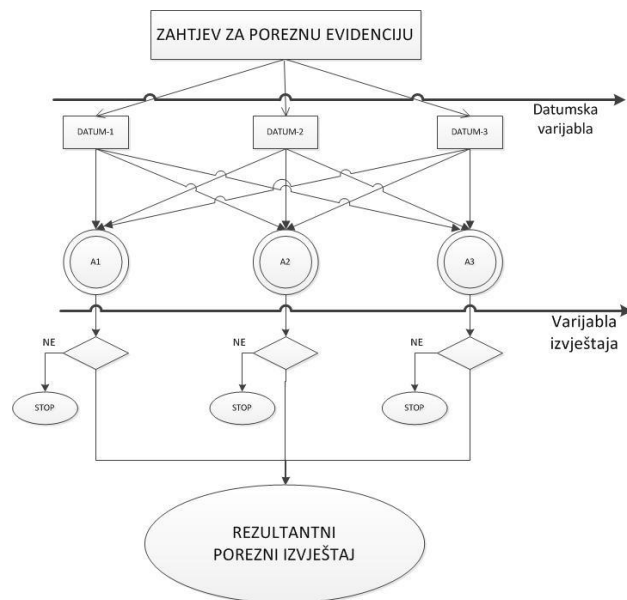 ZAHTJEV ZA POREZNU EVIDENCIJU
Datumska
varijabla
DATUM-1
DATUM-2
DATUM-3
A1
A2
A3
Varijabla
izvještaja
NE
NE
NE
STOP
STOP
STOP
REZULTANTNI
POREZNI IZVJEŠTAJ